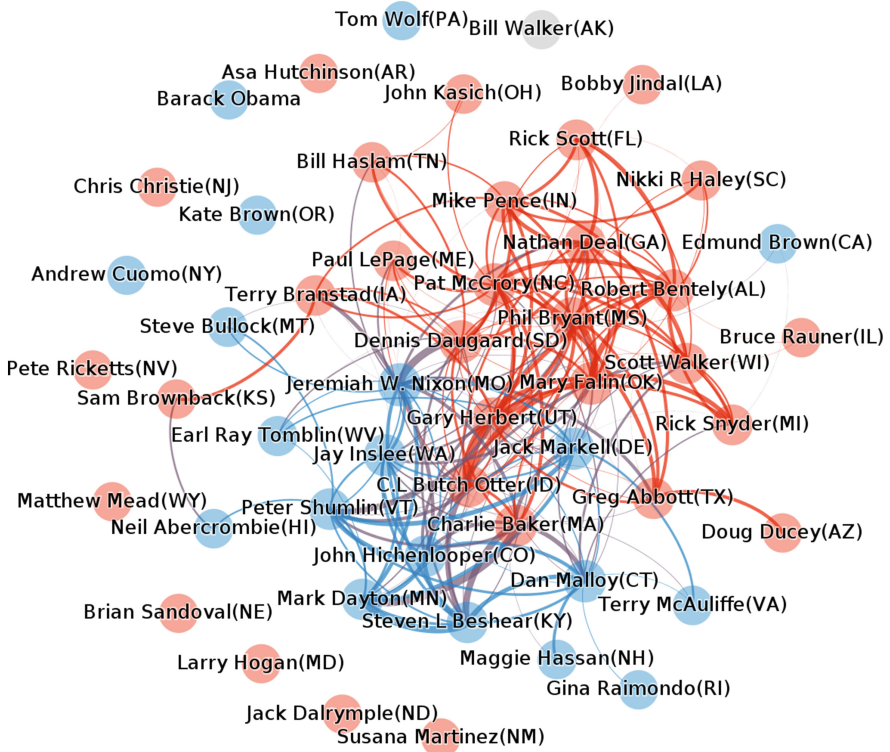 Tom Wolf(PA)
Bill Walker(AK)
Asa Hutchinson(AR)
Bobby Jindal(LA)
John Kasich(OH)
Barack Obama
Rick Scott(FL)
Bill Haslam(TN)
Nikki R Haley(SC)
Chris Christie(NJ)
Mike Pence(IN)
Kate Brown(OR)
Nathan Deal(GA)
Edmund Brown(CA)
Paul LePage(ME)
Andrew Cuomo(NY)
Pat McCrory(NC)
Robert Bentely(AL)
Terry Branstad(IA)
Phil Bryant(MS)
Steve Bullock(MT)
Bruce Rauner(IL)
Dennis Daugaard(SD)
Scott Walker(WI)
Pete Ricketts(NV)
Jeremiah W. Nixon(MO)
Mary Falin(OK)
Sam Brownback(KS)
Gary Herbert(UT)
Rick Snyder(MI)
Earl Ray Tomblin(WV)
Jack Markell(DE)
Jay Inslee(WA)
C.L Butch Otter(ID)
Greg Abbott(TX)
Matthew Mead(WY)
Peter Shumlin(VT)
Neil Abercrombie(HI)
Charlie Baker(MA)
Doug Ducey(AZ)
John Hichenlooper(CO)
Dan Malloy(CT)
Mark Dayton(MN)
Terry McAuliffe(VA)
Brian Sandoval(NE)
Steven L Beshear(KY)
Maggie Hassan(NH)
Larry Hogan(MD)
Gina Raimondo(RI)
Jack Dalrymple(ND)
Susana Martinez(NM)